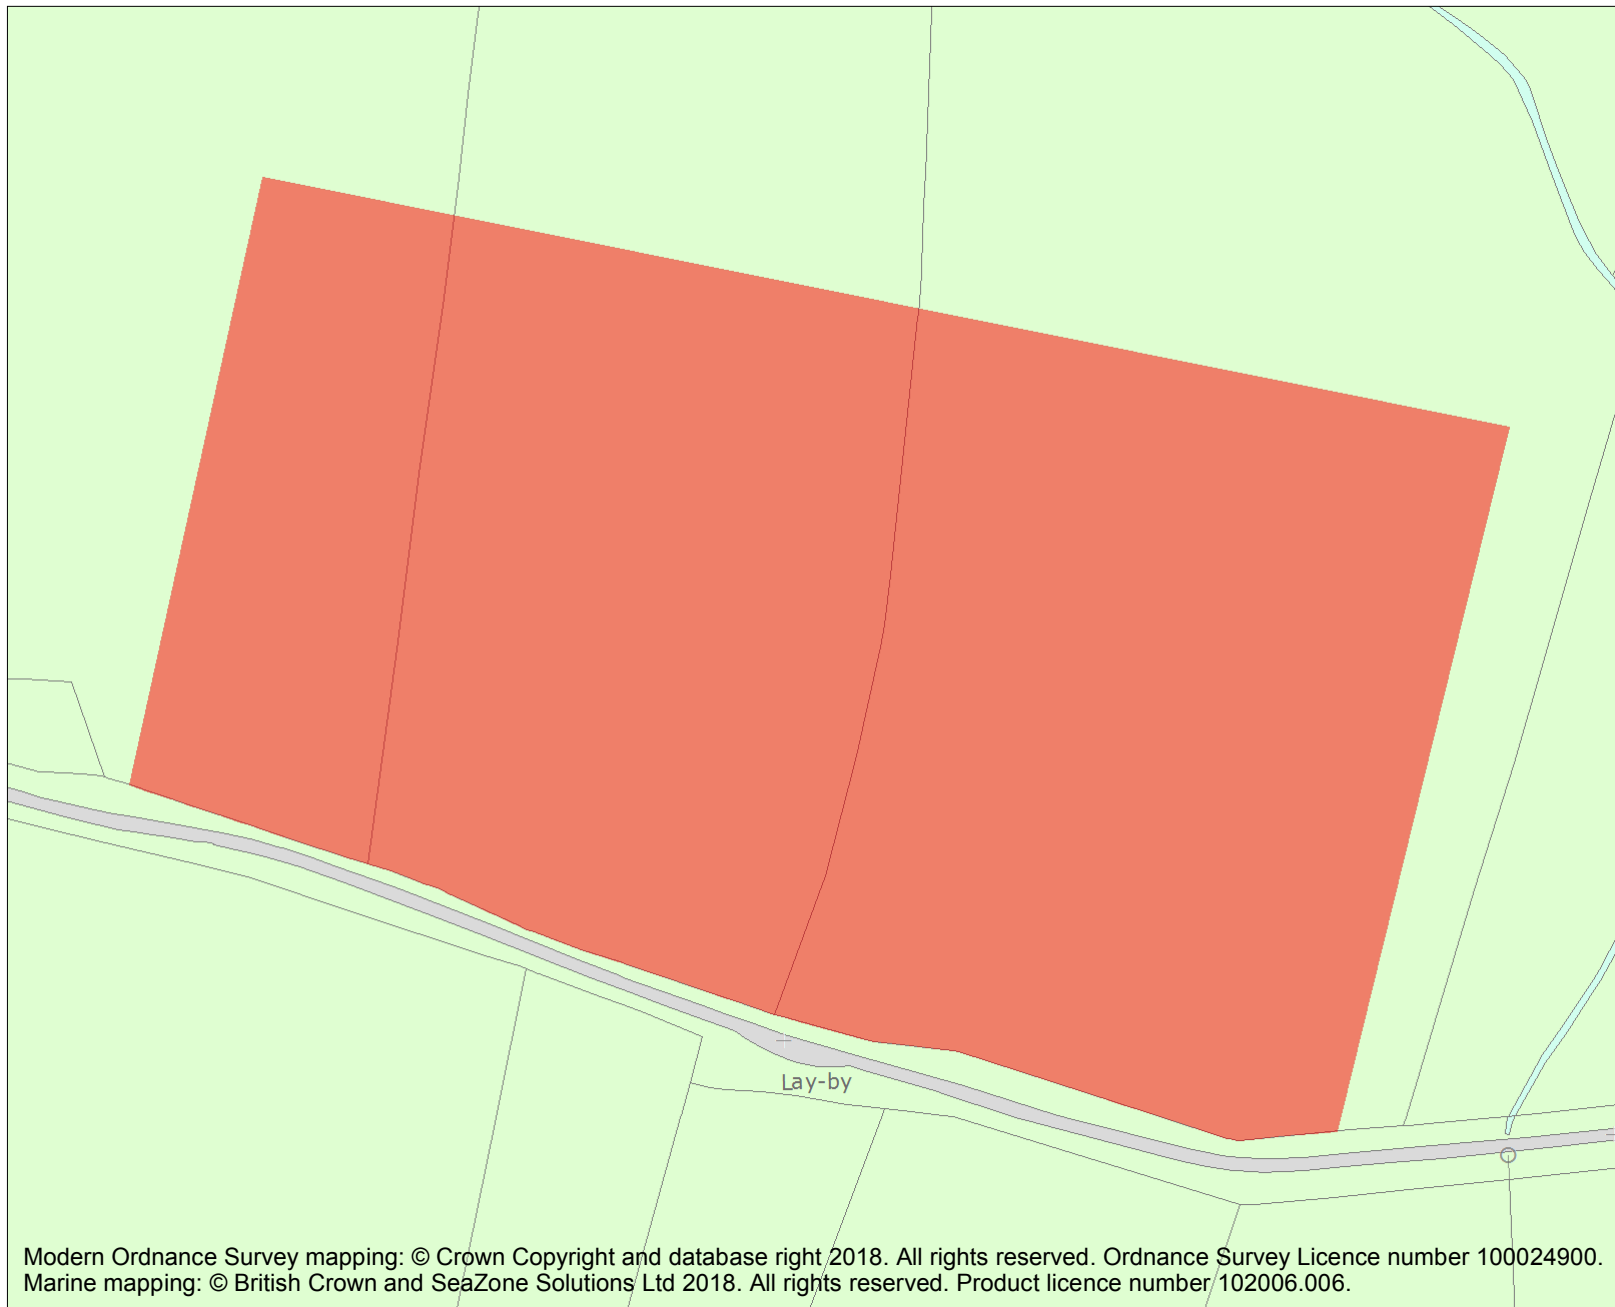 Lay-by
Modern Ordnance Survey mapping: © Crown Copyright and database right 2018. All rights reserved. Ordnance Survey Licence number 100024900.
Marine mapping: © British Crown and SeaZone Solutions Ltd 2018. All rights reserved. Product licence number 102006.006.